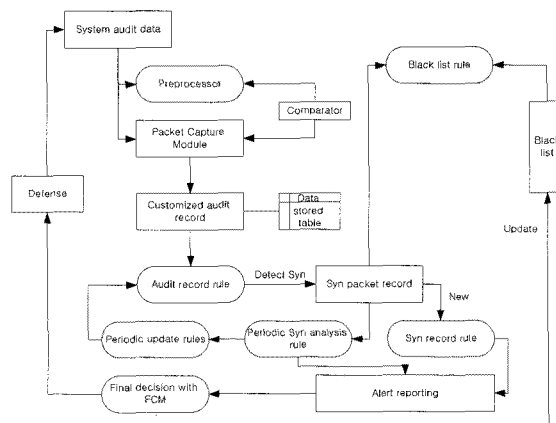 System audit data
Preprocessor
Black list rule
Comparator
Packet Capture
Module
Black
list
Defense
Customized audit
record
Data
stored
table
Update
Audit record rule
Detect Syn
Syn packet record
New
Periodic update rules
Periodic Syn analysis
rule
Syn record rule
Final decision with
FCM
Alert reporting